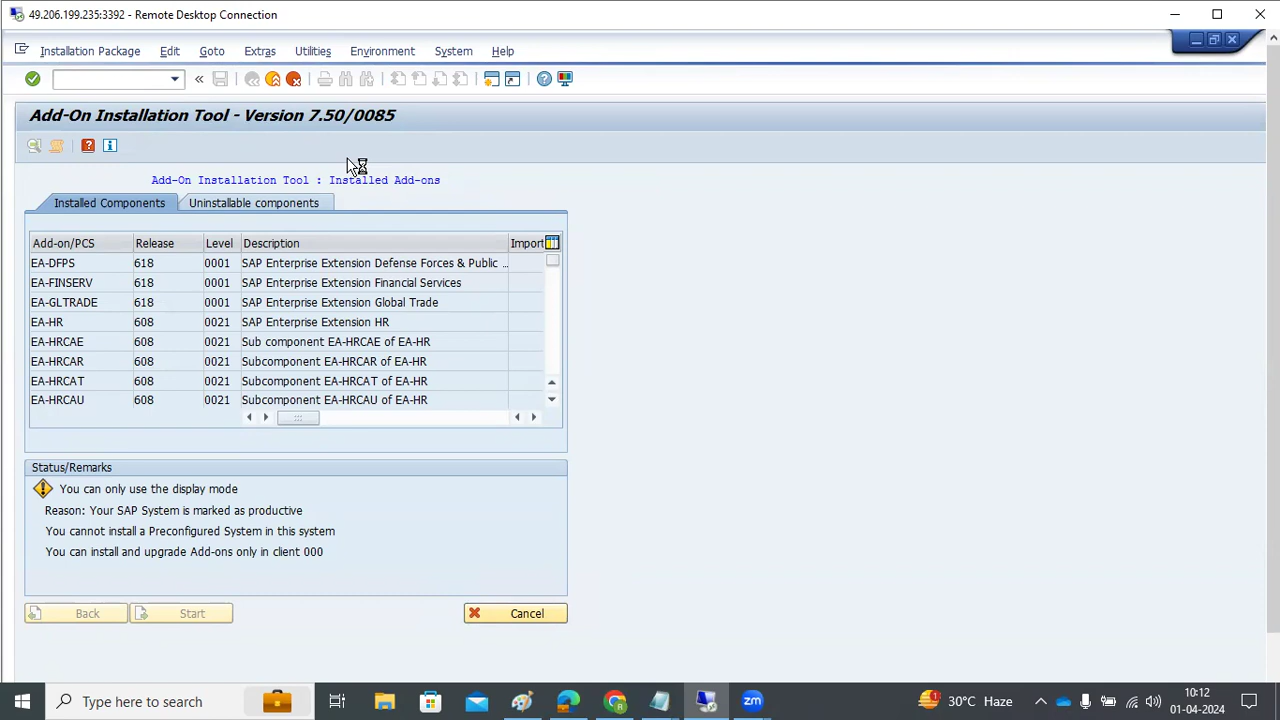 49.206.199.235:3392 - Remote Desktop Connection
Installation Package Edit Goto Extras Utilities Environment System Help
Add-On Installation Tool - Version 7.50/0085
Add-On Installation Tool : Installed Add-ons
Installed Components Uninstallable components
Add-on/PCS Release Level Description Import
EA-DFPS 618 0001 SAP Enterprise Extension Defense Forces & Public ...
EA-FINSERV 618 0001 SAP Enterprise Extension Financial Services
EA-GLTRADE 618 0001 SAP Enterprise Extension Global Trade
EA-HR 608 0021 SAP Enterprise Extension HR
EA-HRCAE 608 0021 Sub component EA-HRCAE of EA-HR
EA-HRCAR 608 0021 Subcomponent EA-HRCAR of EA-HR
EA-HRCAT 608 0021 Subcomponent EA-HRCAT of EA-HR
EA-HRCAU 608 0021 Subcomponent EA-HRCAU of EA-HR
Status/Remarks
You can only use the display mode
Reason: Your SAP System is marked as productive
You cannot install a Preconfigured System in this system
You can install and upgrade Add-ons only in client 000
Back Start Cancel
Type here to search
30°C Haze
10:12
01-04-2024